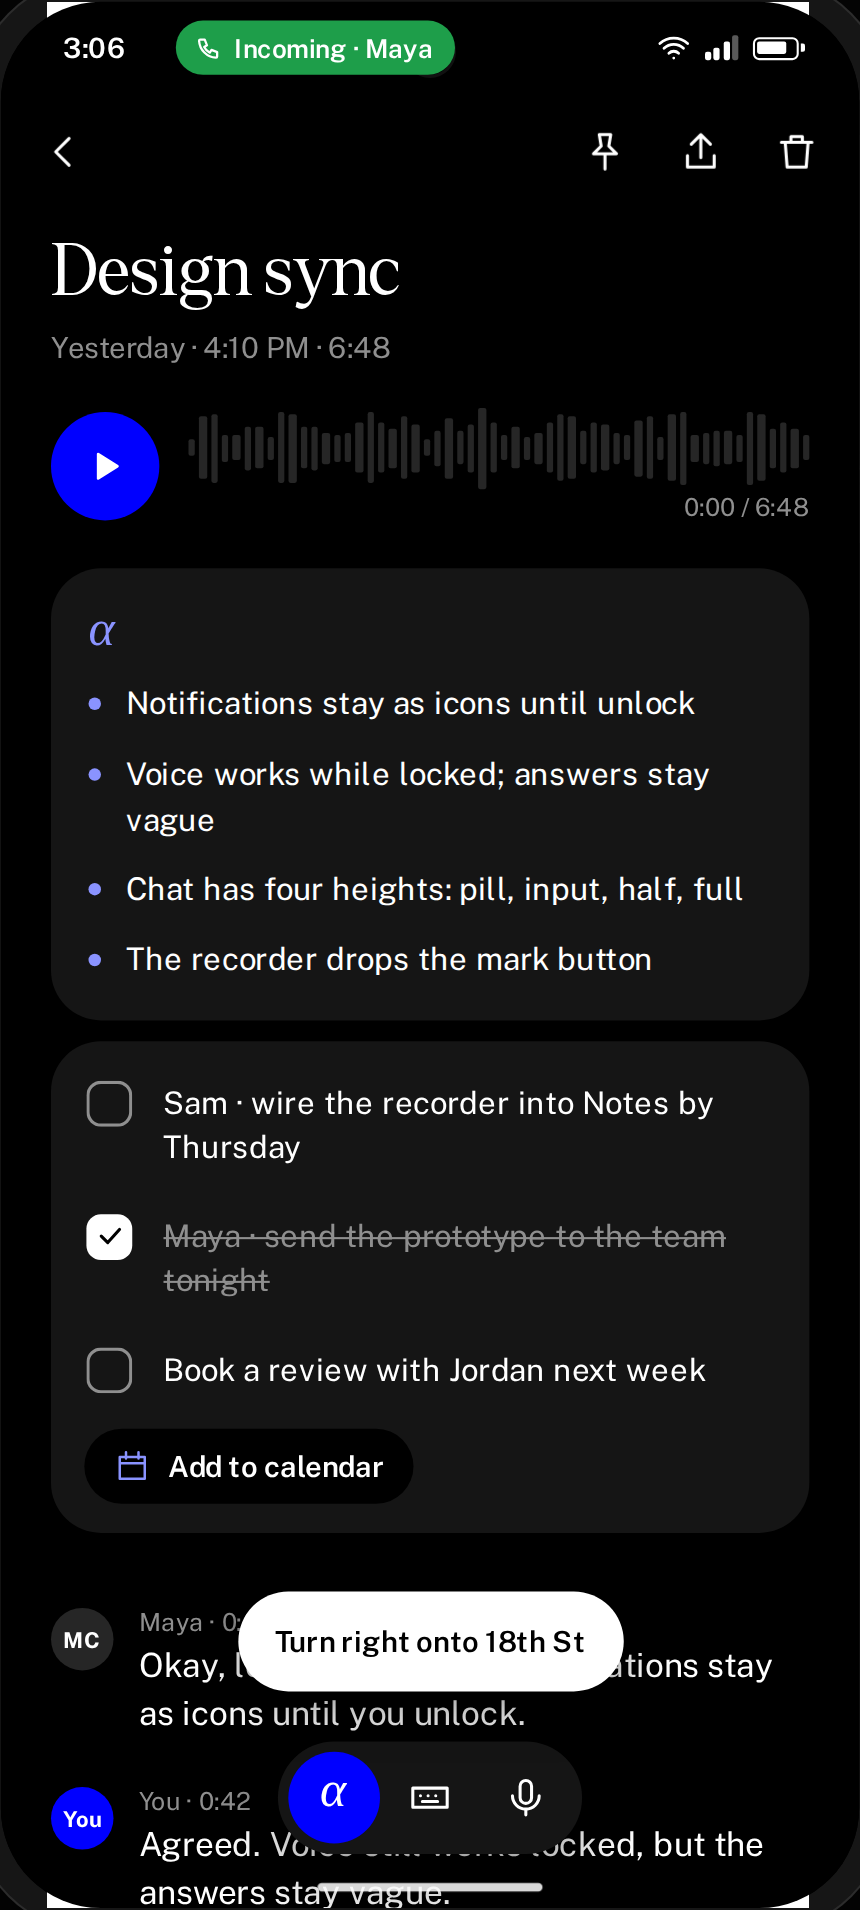 3:06
Incoming · Maya
Design sync
Yesterday · 4:10 PM · 6:48
0:00 / 6:48
α
Notifications stay as icons until unlock
Voice works while locked; answers stay
vague
Chat has four heights: pill, input, half, full
The recorder drops the mark button
Sam · wire the recorder into Notes by
Thursday
Maya · send the prototype to the team
tonight
Book a review with Jordan next week
Add to calendar
MC
Maya
Turn right onto 18th St
Okay, stay
as icons until you unlock.
α
You
You · 0:42
Agreed. but the
answers stay vague.